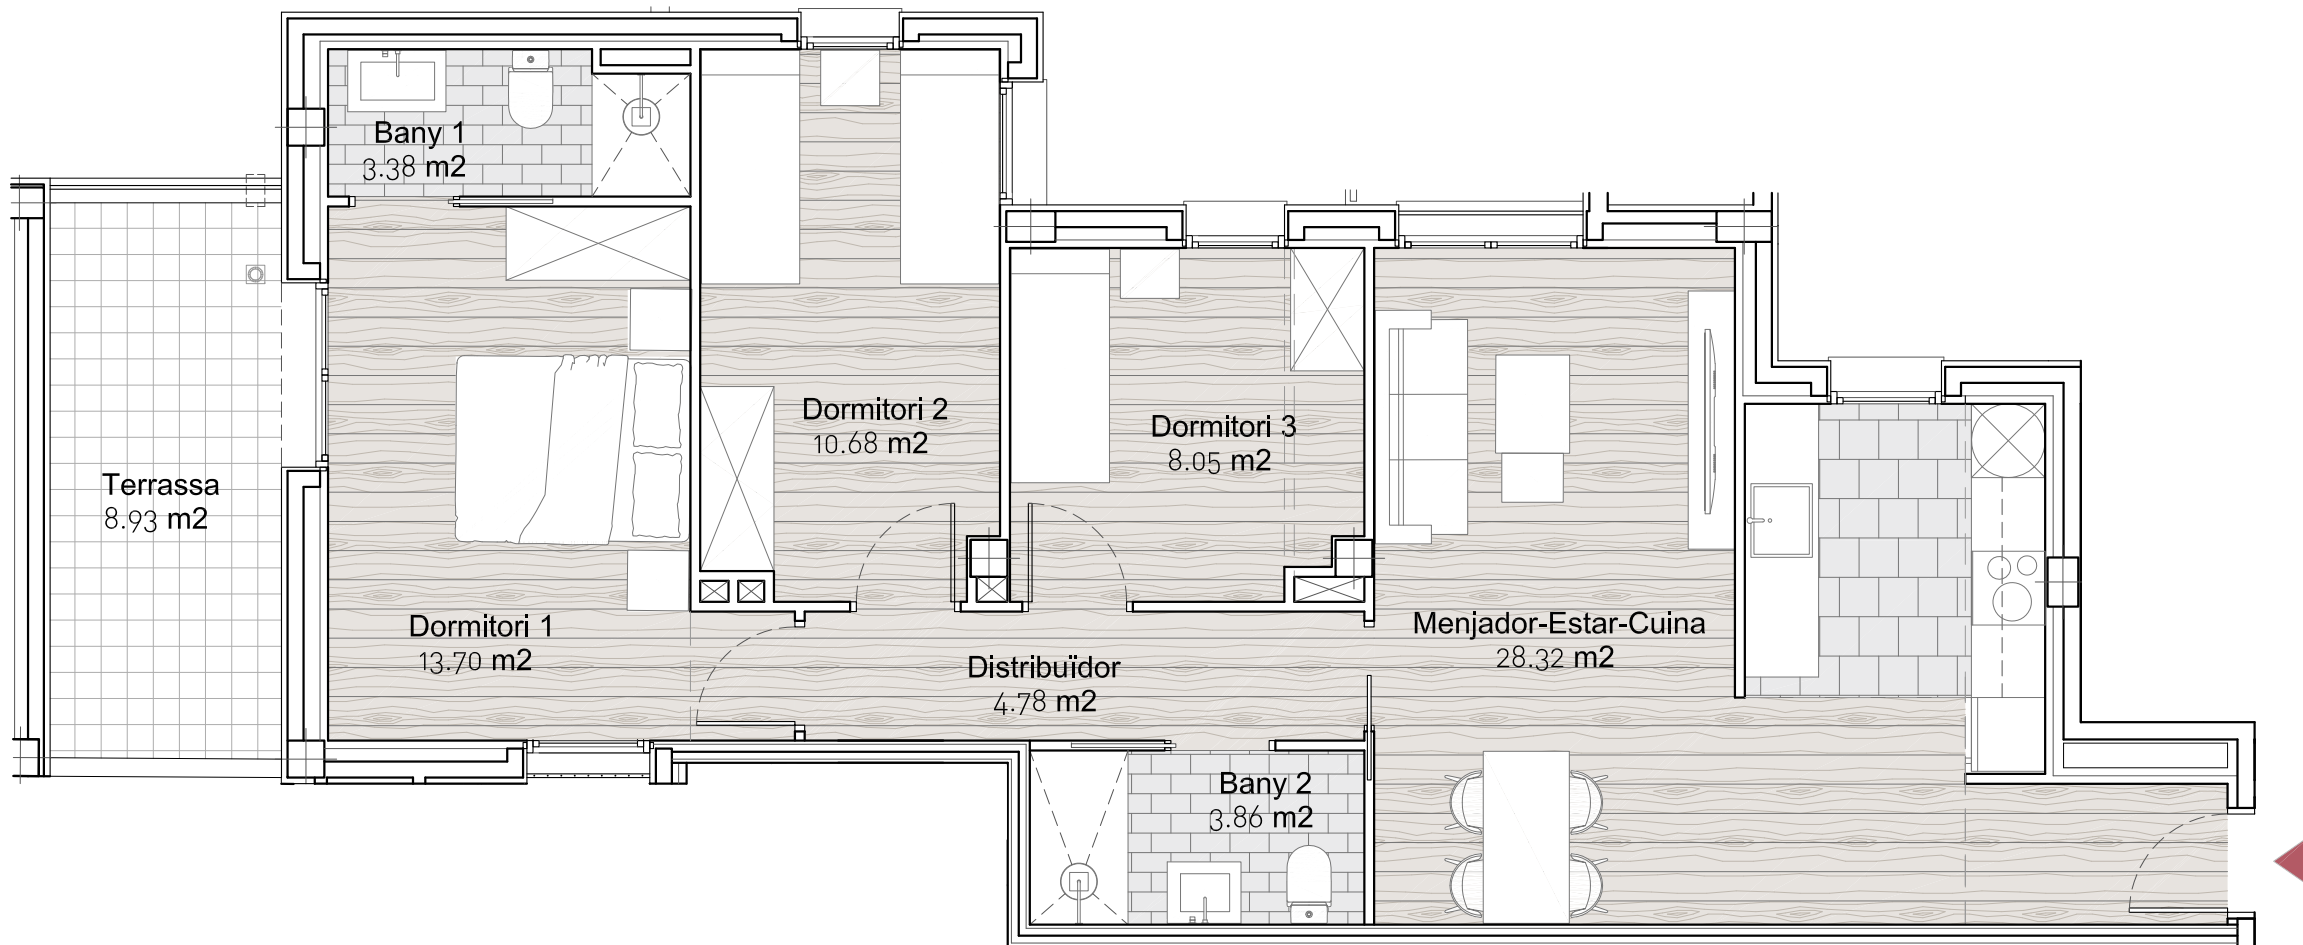 Bany 1
3.38 m2
Dormitori 2
10.68 m2
Dormitori 3
8.05 m2
Terrassa
8.93 m2
Dormitori 1
13.70 m2
Menjador-Estar-Cuina
28.32 m2
Distribuïdor
4.78 m2
Bany 2
3.86 m2